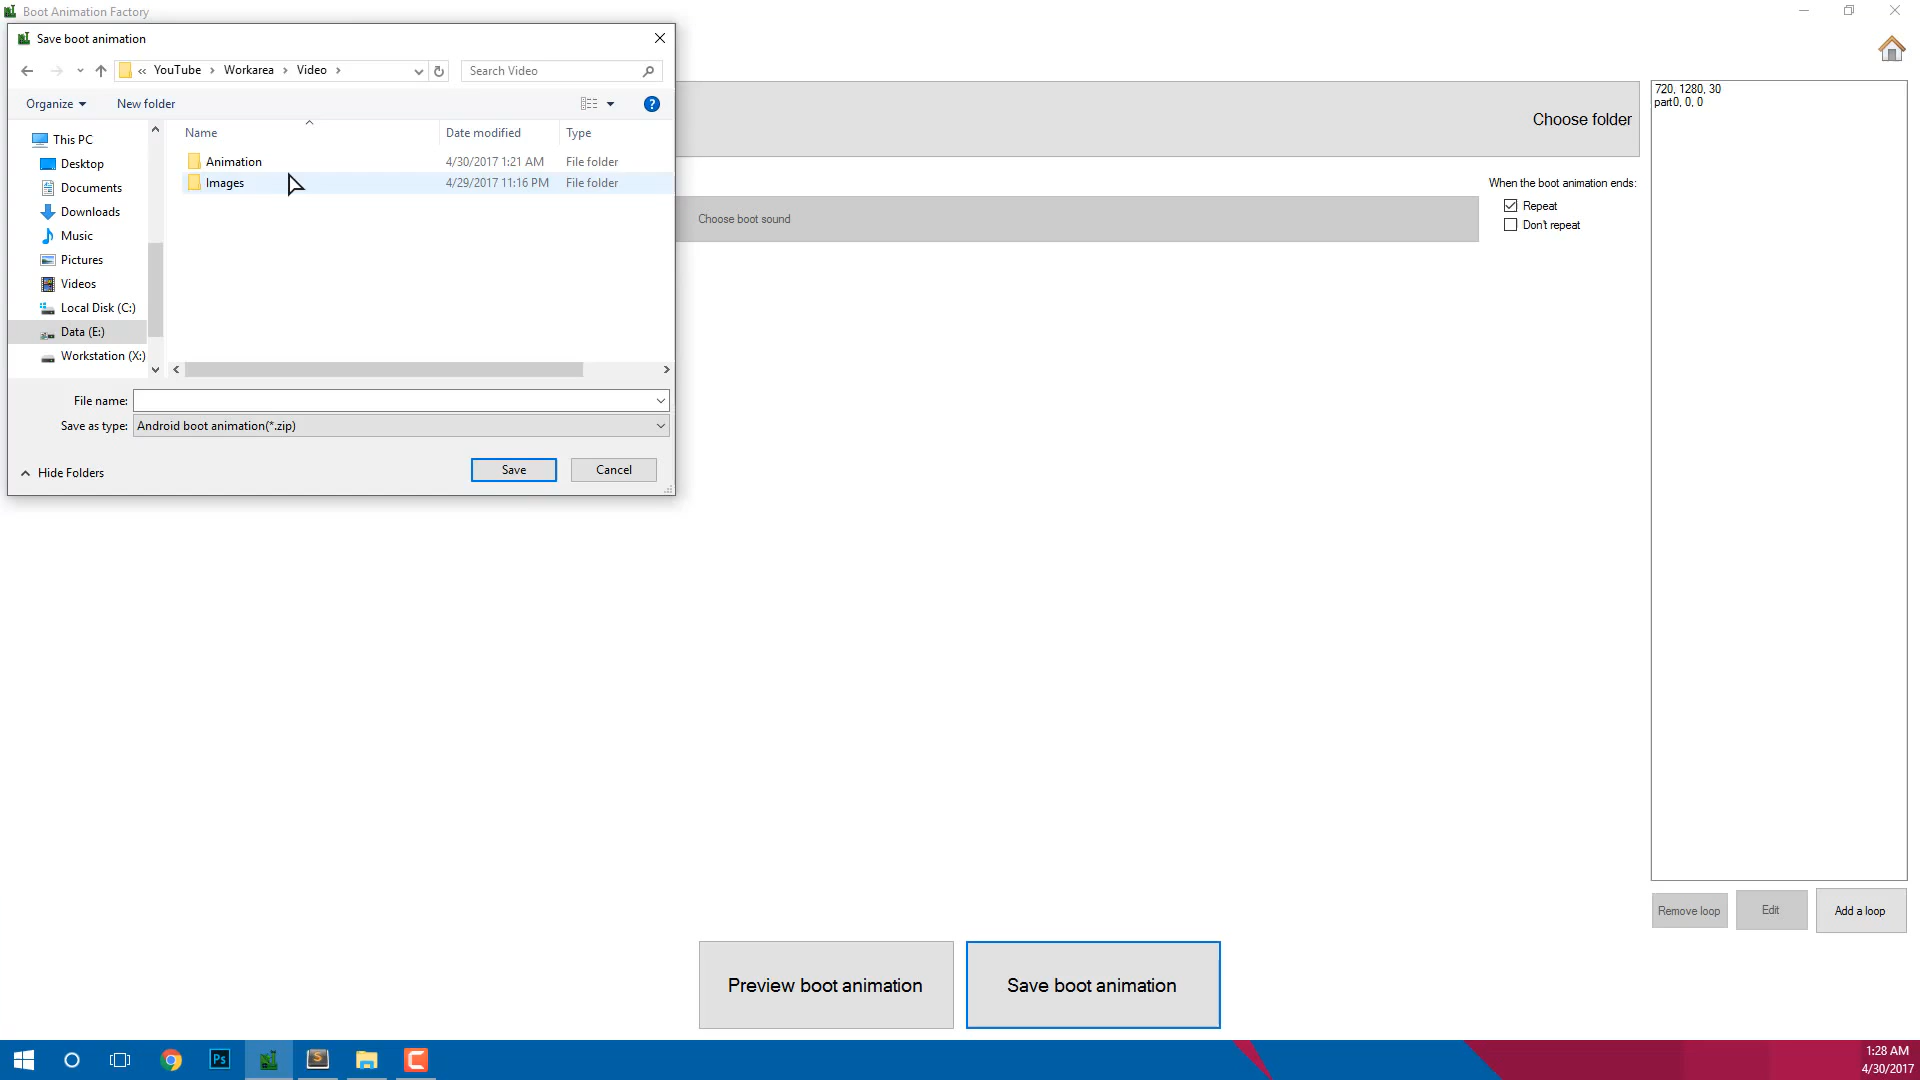 Boot Animation Factory
Save boot animation
« YouTube › Workarea › Video ›
Search Video
Organize
New folder
?
Name
Date modified
Type
Animation
4/30/2017 1:21 AM
File folder
Images
4/29/2017 11:16 PM
File folder
This PC
Desktop
Documents
Downloads
Music
Pictures
Videos
Local Disk (C:)
Data (E:)
Workstation (X:)
File name:
Save as type:
Android boot animation(*.zip)
Hide Folders
Save
Cancel
Choose folder
Choose boot sound
When the boot animation ends:
Repeat
Don't repeat
720, 1280, 30
part0, 0, 0
Remove loop
Edit
Add a loop
Preview boot animation
Save boot animation
Ps
S
C
1:28 AM
4/30/2017